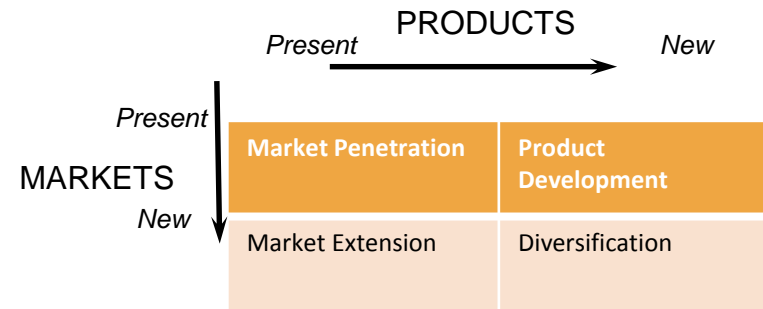 PRODUCTS
Present
New
Present
MARKETS
New
Market Penetration
Product
Development
Market Extension
Diversification